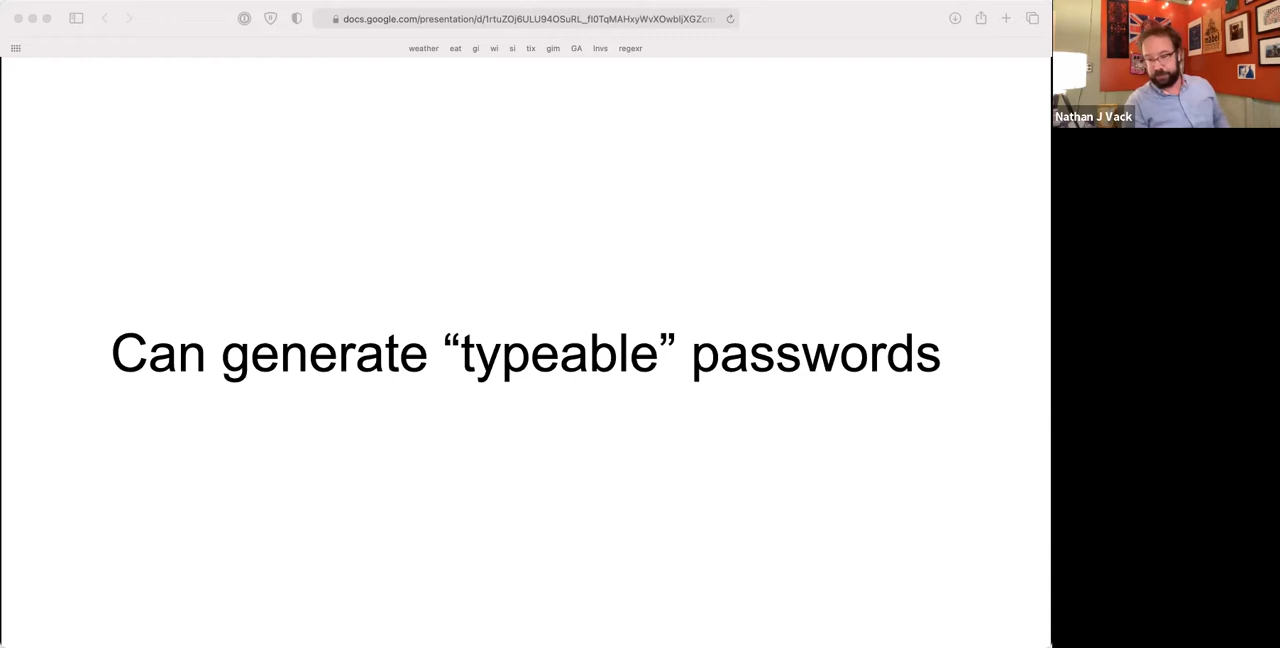 docs.google.com/presentation/d/1rtuZOj6ULU94OSuRL_fI0TqMAHxyWvXOwbljXGZcn
weather eat gi wi si tix gim GA Invs regexr
Nathan J Vack
Can generate “typeable” passwords